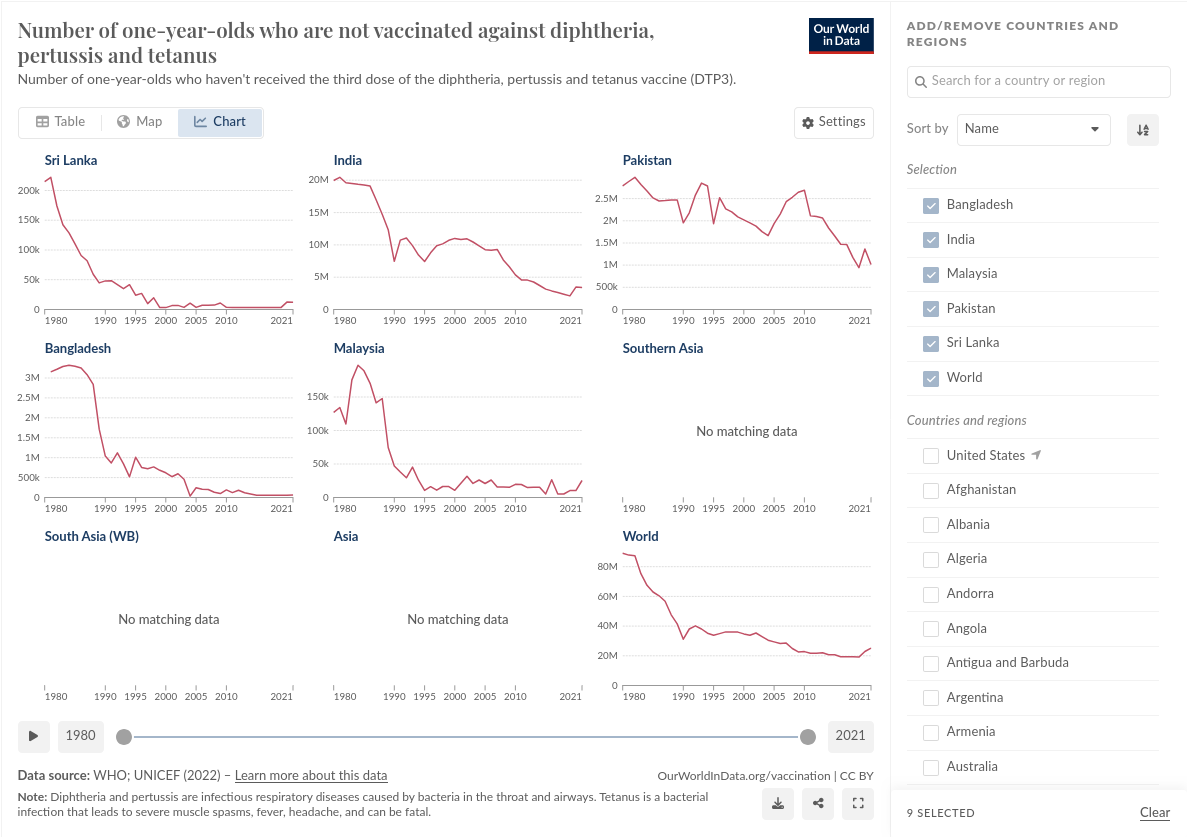 Number of one-year-olds who are not vaccinated against diphtheria,
pertussis and tetanus
Number of one-year-olds who haven't received the third dose of the diphtheria, pertussis and tetanus vaccine (DTP3).
Our World
in Data
Table
Map
Chart
Settings
Sri Lanka
200k
150k
100k
50k
0
1980 1990 1995 2000 2005 2010 2021
India
20M
15M
10M
5M
0
1980 1990 1995 2000 2005 2010 2021
Pakistan
2.5M
2M
1.5M
1M
500k
0
1980 1990 1995 2000 2005 2010 2021
Bangladesh
3M
2.5M
2M
1.5M
1M
500k
0
1980 1990 1995 2000 2005 2010 2021
Malaysia
150k
100k
50k
0
1980 1990 1995 2000 2005 2010 2021
Southern Asia
No matching data
1980 1990 1995 2000 2005 2010 2021
South Asia (WB)
No matching data
1980 1990 1995 2000 2005 2010 2021
Asia
No matching data
1980 1990 1995 2000 2005 2010 2021
World
80M
60M
40M
20M
0
1980 1990 1995 2000 2005 2010 2021
1980
2021
Data source: WHO; UNICEF (2022) – Learn more about this data
OurWorldInData.org/vaccination | CC BY
Note: Diphtheria and pertussis are infectious respiratory diseases caused by bacteria in the throat and airways. Tetanus is a bacterial
infection that leads to severe muscle spasms, fever, headache, and can be fatal.
ADD/REMOVE COUNTRIES AND
REGIONS
Search for a country or region
Sort by
Name
Selection
Bangladesh
India
Malaysia
Pakistan
Sri Lanka
World
Countries and regions
United States
Afghanistan
Albania
Algeria
Andorra
Angola
Antigua and Barbuda
Argentina
Armenia
Australia
9 SELECTED
Clear